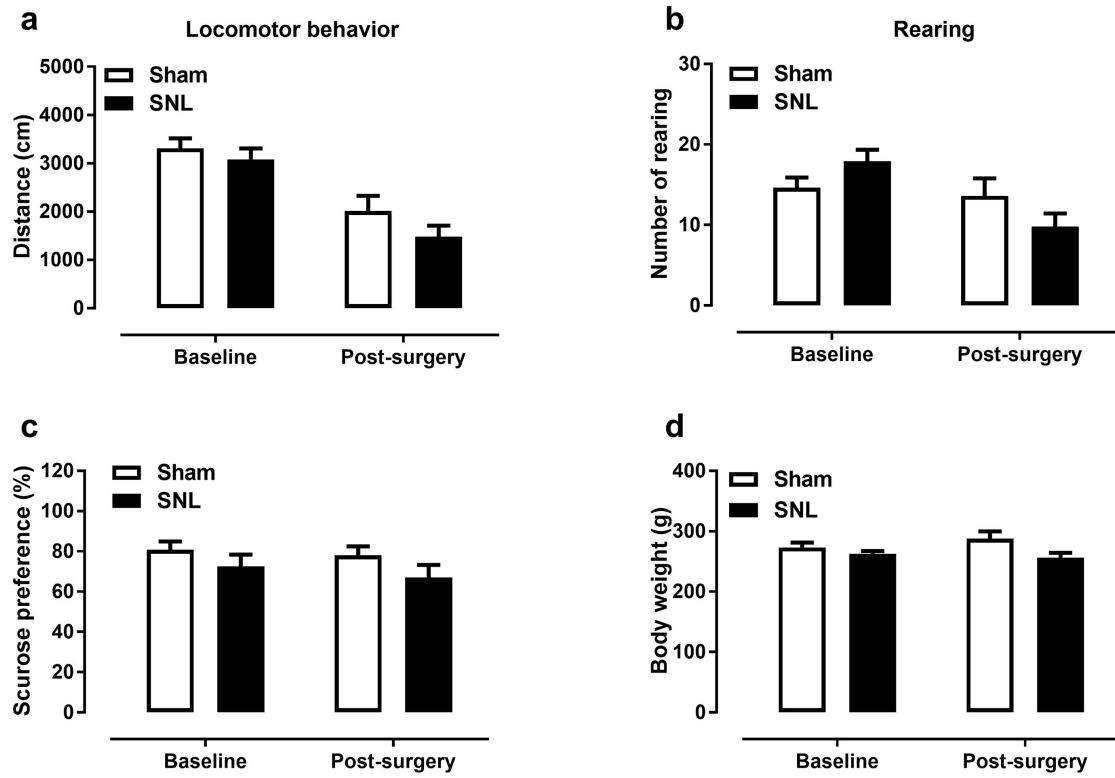 a
Locomotor behavior
Distance (cm)
5000
4000
3000
2000
1000
0
Sham
SNL
Baseline
Post-surgery
b
Rearing
Number of rearing
30
20
10
0
Sham
SNL
Baseline
Post-surgery
c
Scurose preference (%)
120
100
80
60
40
20
0
Sham
SNL
Baseline
Post-surgery
d
Body weight (g)
400
300
200
100
0
Sham
SNL
Baseline
Post-surgery